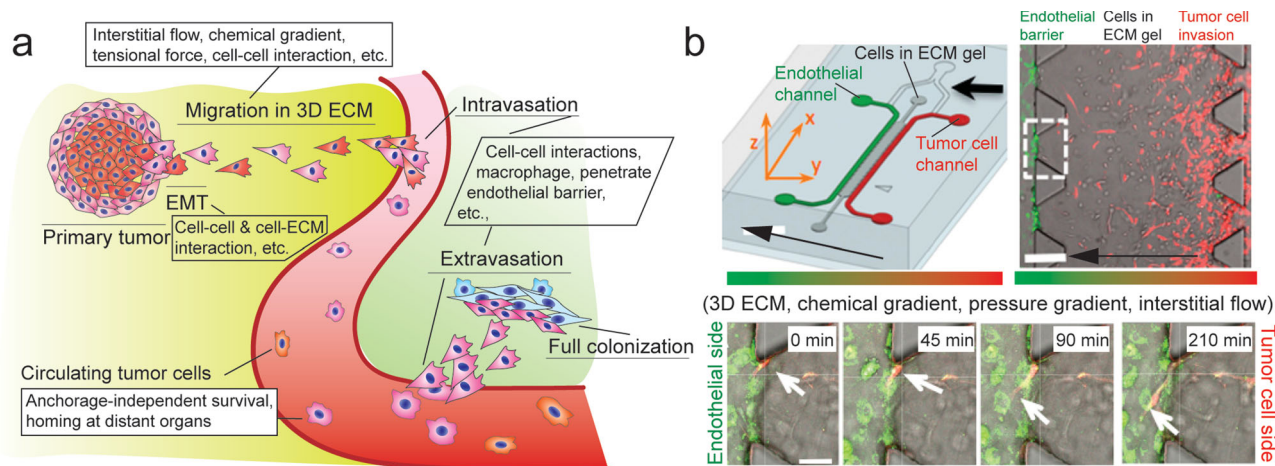 a
Interstitial flow, chemical gradient,
tensional force, cell-cell interaction, etc.
Migration in 3D ECM
Intravasation
Cell-cell interactions,
macrophage, penetrate
endothelial barrier,
etc.,
EMT
Primary tumor
Cell-cell & cell-ECM
interaction, etc.
Extravasation
Full colonization
Circulating tumor cells
Anchorage-independent survival,
homing at distant organs
b
Cells in ECM gel
Endothelial
channel
Tumor cell
channel
x
z
y
Endothelial
barrier
Cells in
ECM gel
Tumor cell
invasion
(3D ECM, chemical gradient, pressure gradient, interstitial flow)
Endothelial side
0 min
45 min
90 min
210 min
Tumor cell side